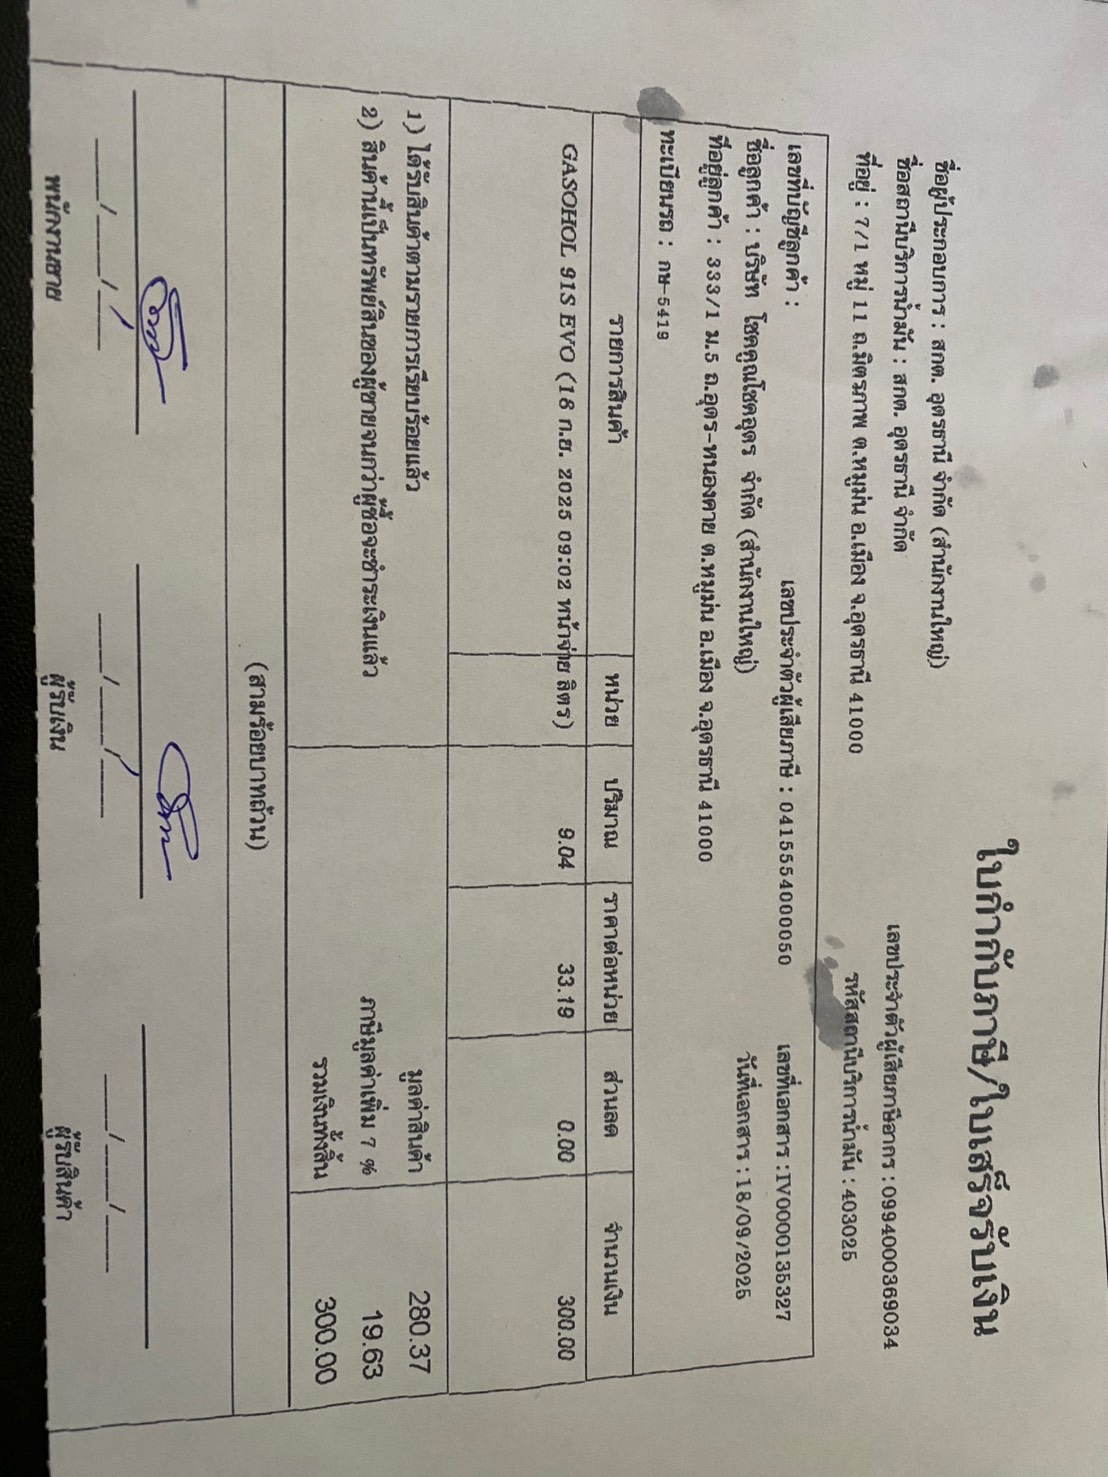 ใบกำกับภาษี/ใบเสร็จรับเงิน
ชื่อผู้ประกอบการ : สกต. อุดรธานี จำกัด (สำนักงานใหญ่)
เลขประจำตัวผู้เสียภาษีอากร : 0994000369034
ชื่อสถานีบริการน้ำมัน : สกต. อุดรธานี จำกัด
รหัสสถานีบริการน้ำมัน : 403025
ที่อยู่ : 7/1 หมู่ 11 ถ.มิตรภาพ ต.หมูม่น อ.เมือง จ.อุดรธานี 41000
เลขที่บัญชีลูกค้า : เลขประจำตัวผู้เสียภาษี : 0415554000050 เลขที่เอกสาร : IV0000135327
ชื่อลูกค้า : บริษัท โชคคูณโชคอุดร จำกัด (สำนักงานใหญ่) วันที่เอกสาร : 18/09/2025
ที่อยู่ลูกค้า : 333/1 ม.5 ถ.อุดร-หนองคาย ต.หมูม่น อ.เมือง จ.อุดรธานี 41000
ทะเบียนรถ : กษ-5419
รายการสินค้า หน่วย ปริมาณ ราคาต่อหน่วย ส่วนลด จำนวนเงิน
GASOHOL 91S EVO (18 ก.ย. 2025 09:02 หน้าจ่าย ลิตร) 9.04 33.19 0.00 300.00
1) ได้รับสินค้าตามรายการเรียบร้อยแล้ว มูลค่าสินค้า 280.37
2) สินค้านี้เป็นทรัพย์สินของผู้ขายจนกว่าผู้ซื้อจะชำระเงินแล้ว ภาษีมูลค่าเพิ่ม 7 % 19.63
รวมเงินทั้งสิ้น 300.00
(สามร้อยบาทถ้วน)
___/___/___ ___/___/___ ___/___/___
พนักงานขาย ผู้รับเงิน ผู้รับสินค้า